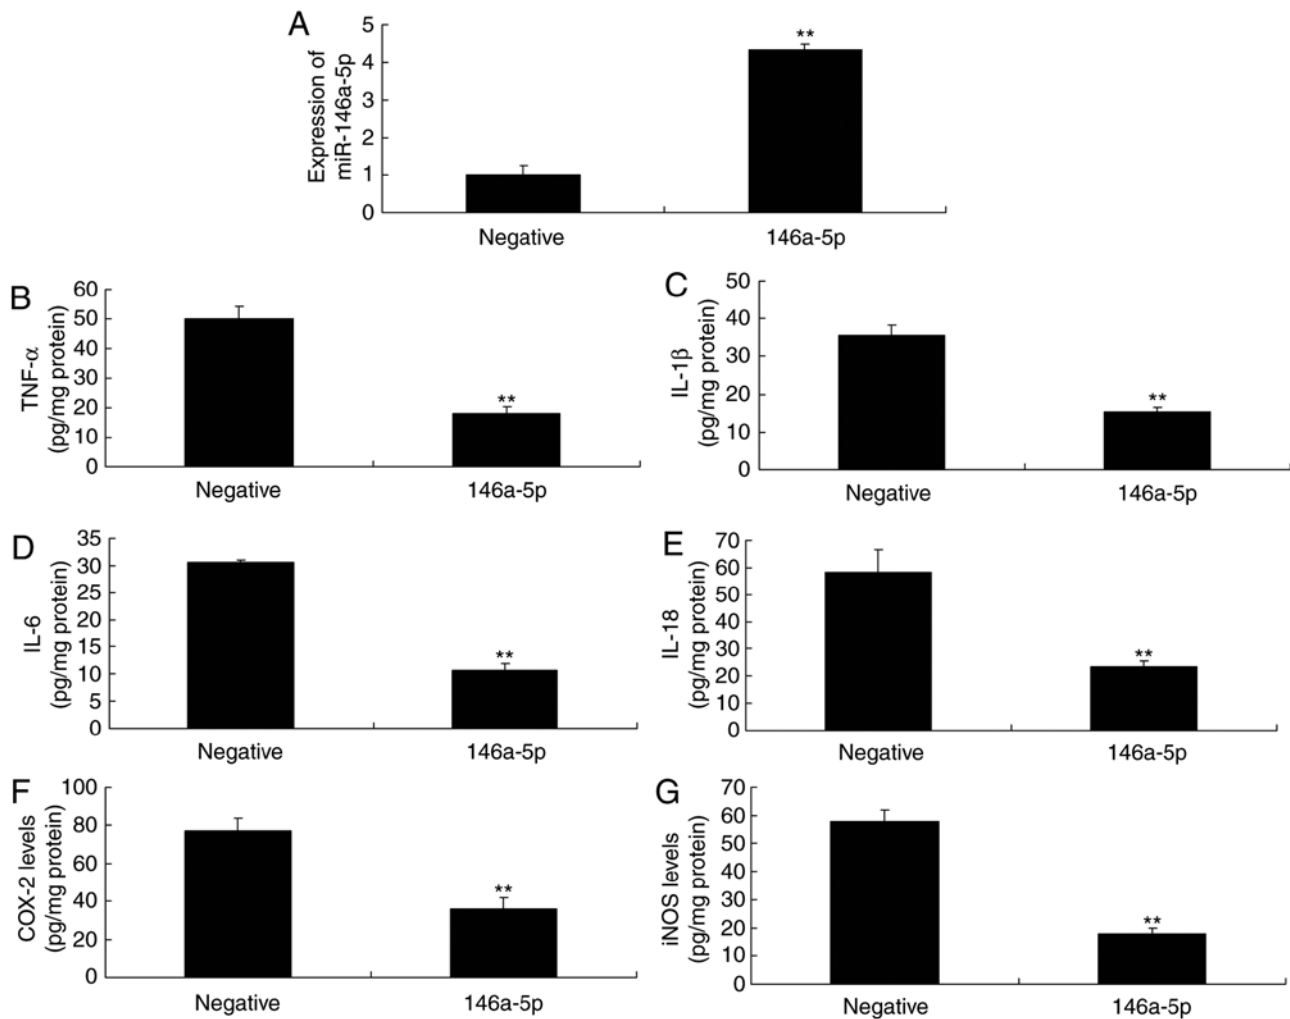 A
Expression of
miR-146a-5p
5
4
3
2
1
0
**
Negative
146a-5p
B
TNF-α
(pg/mg protein)
60
50
40
30
20
10
0
**
Negative
146a-5p
C
IL-1β
(pg/mg protein)
50
40
30
20
10
0
**
Negative
146a-5p
D
IL-6
(pg/mg protein)
35
30
25
20
15
10
5
0
**
Negative
146a-5p
E
IL-18
(pg/mg protein)
70
60
50
40
30
20
10
0
**
Negative
146a-5p
F
COX-2 levels
(pg/mg protein)
100
80
60
40
20
0
**
Negative
146a-5p
G
iNOS levels
(pg/mg protein)
70
60
50
40
30
20
10
0
**
Negative
146a-5p